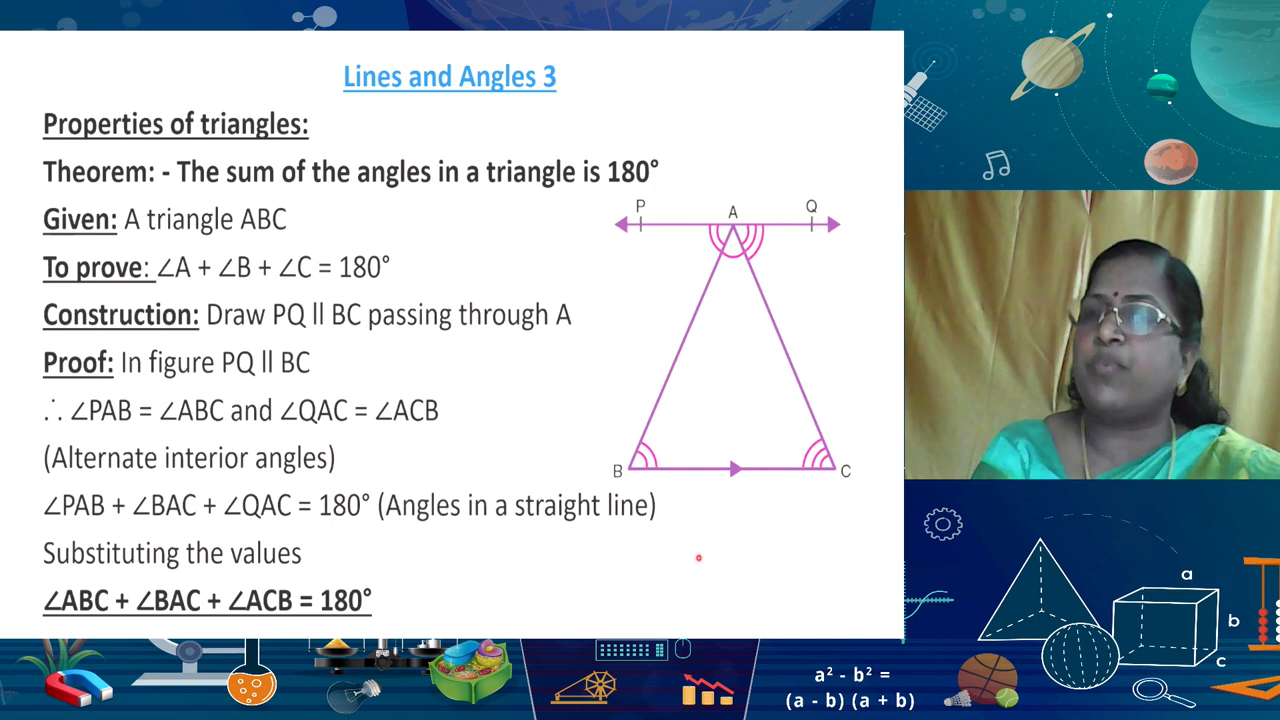 Lines and Angles 3
Properties of triangles:
Theorem: - The sum of the angles in a triangle is 180°
Given: A triangle ABC
To prove: ∠A + ∠B + ∠C = 180°
Construction: Draw PQ ll BC passing through A
Proof: In figure PQ ll BC
∴ ∠PAB = ∠ABC and ∠QAC = ∠ACB
(Alternate interior angles)
∠PAB + ∠BAC + ∠QAC = 180° (Angles in a straight line)
Substituting the values
∠ABC + ∠BAC + ∠ACB = 180°
P A Q
B C
a
b
c
a² - b² =
(a - b) (a + b)